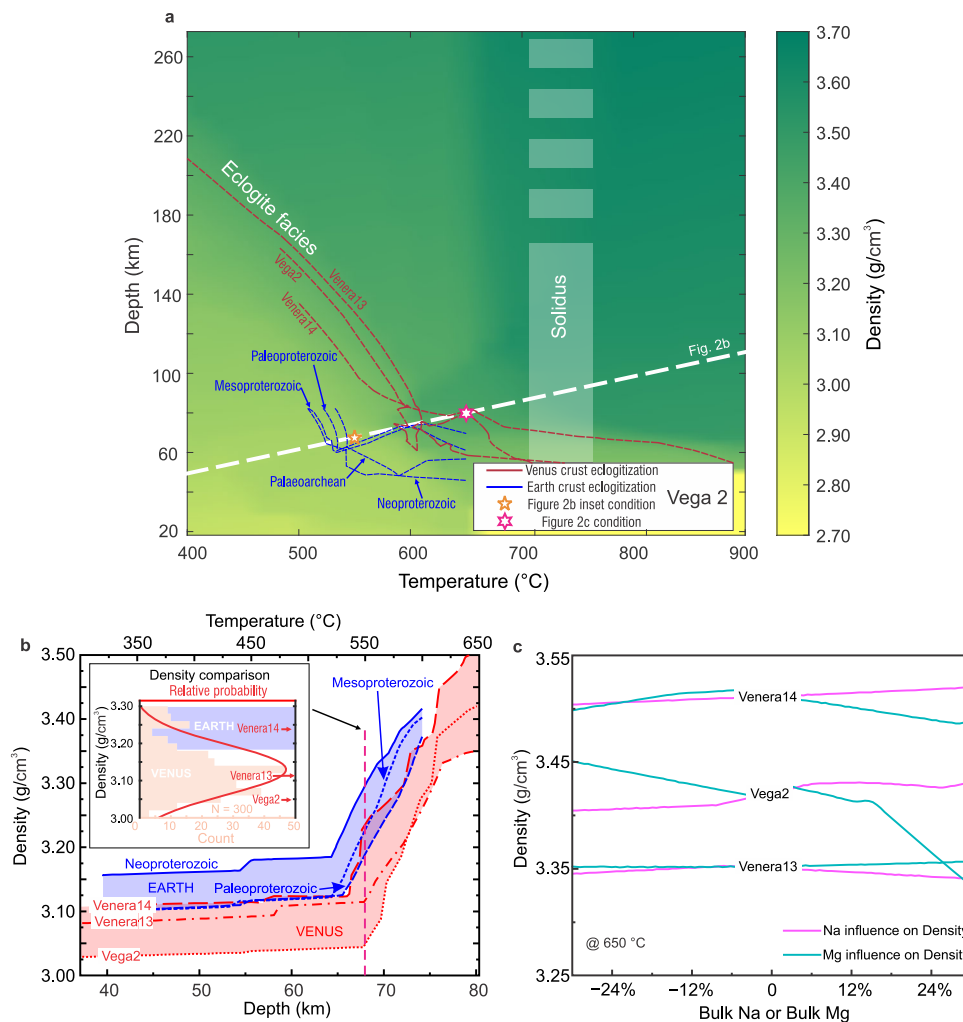 a
260
220
180
140
100
60
20
Depth (km)
400
500
600
700
800
900
Temperature (°C)
Eclogite facies
Venera13
Vega2
Venera14
Paleoproterozoic
Mesoproterozoic
Palaeoarchean
Neoproterozoic
Solidus
Fig. 2b
Venus crust eclogitization
Earth crust eclogitization
Figure 2b inset condition
Figure 2c condition
Vega 2
3.70
3.60
3.50
3.40
3.30
3.20
3.10
3.00
2.90
2.80
2.70
Density (g/cm³)
b
Temperature (°C)
350
450
550
650
3.50
3.40
3.30
3.20
3.10
3.00
Density (g/cm³)
40
50
60
70
80
Depth (km)
Density comparison
Relative probability
3.30
3.20
3.10
3.00
Density (g/cm³)
EARTH
VENUS
Venera14
Venera13
Vega2
N = 300
10
20
30
40
50
Count
Mesoproterozoic
Neoproterozoic
EARTH
Paleoproterozoic
Venera14
Venera13
VENUS
Vega2
c
3.55
3.45
3.35
3.25
Density (g/cm³)
Venera14
Vega2
Venera13
Na influence on Density
Mg influence on Densit
@ 650 °C
−24%
−12%
0
12%
24%
Bulk Na or Bulk Mg